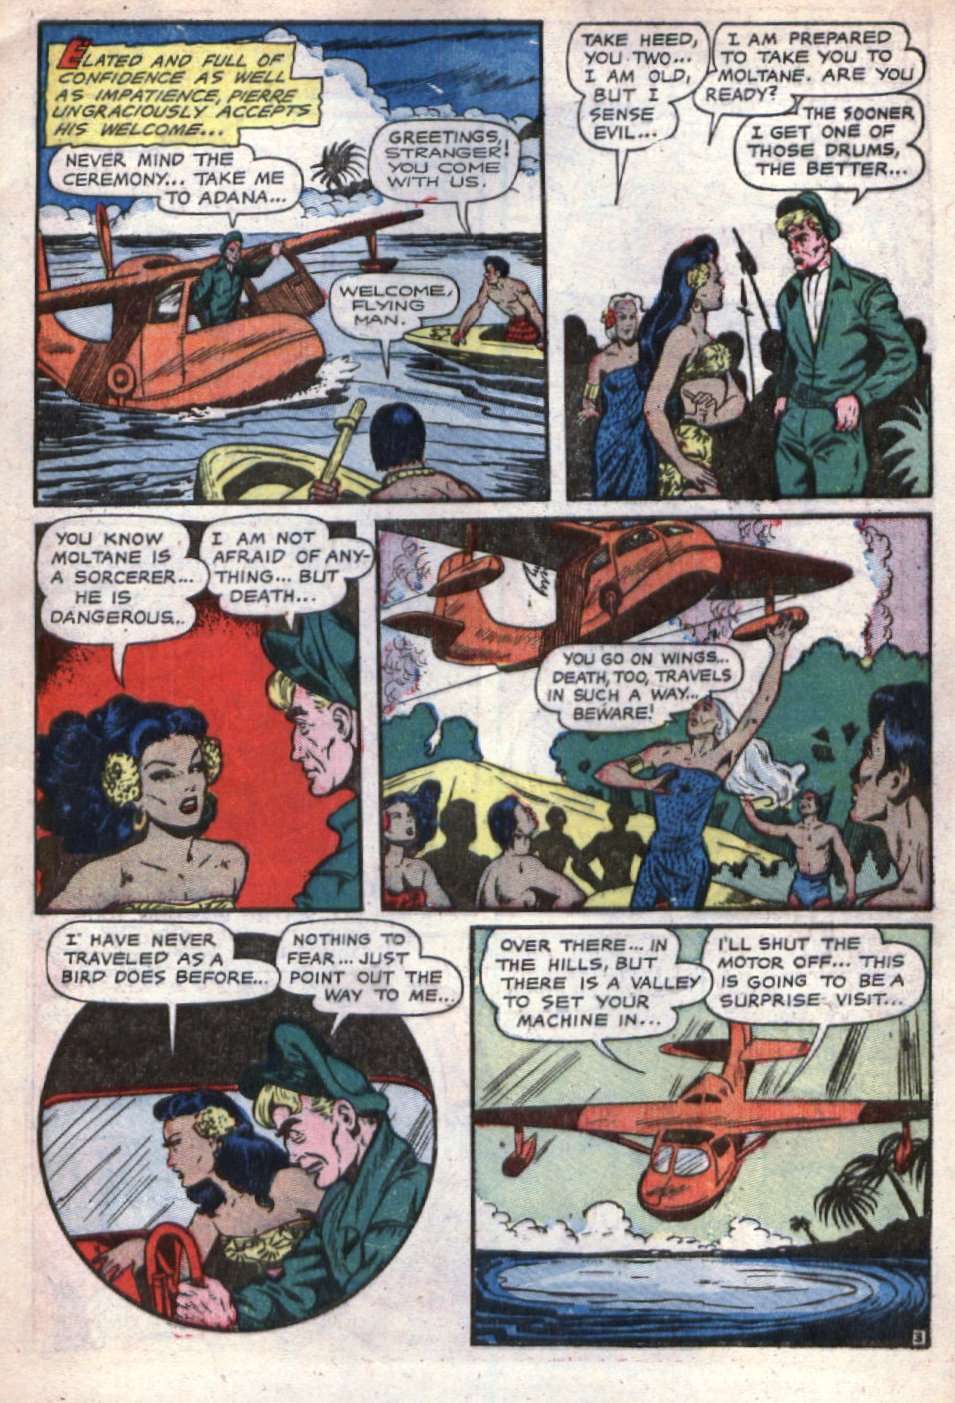 ELATED AND FULL OF
CONFIDENCE AS WELL
AS IMPATIENCE, PIERRE
UNGRACIOUSLY ACCEPTS
HIS WELCOME...
NEVER MIND THE
CEREMONY... TAKE ME
TO ADANA...
GREETINGS,
STRANGER!
YOU COME
WITH US.
WELCOME,
FLYING
MAN.
TAKE HEED,
YOU TWO...
I AM OLD,
BUT I
SENSE
EVIL...
I AM PREPARED
TO TAKE YOU TO
MOLTANE. ARE YOU
READY?
THE SOONER
I GET ONE OF
THOSE DRUMS,
THE BETTER...
YOU KNOW
MOLTANE IS
A SORCERER...
HE IS
DANGEROUS..
I AM NOT
AFRAID OF ANY-
THING... BUT
DEATH...
YOU GO ON WINGS...
DEATH, TOO, TRAVELS
IN SUCH A WAY...
BEWARE!
I HAVE NEVER
TRAVELED AS A
BIRD DOES BEFORE...
NOTHING TO
FEAR... JUST
POINT OUT THE
WAY TO ME...
OVER THERE... IN
THE HILLS, BUT
THERE IS A VALLEY
TO SET YOUR
MACHINE IN...
I'LL SHUT THE
MOTOR OFF... THIS
IS GOING TO BE A
SURPRISE VISIT...
3